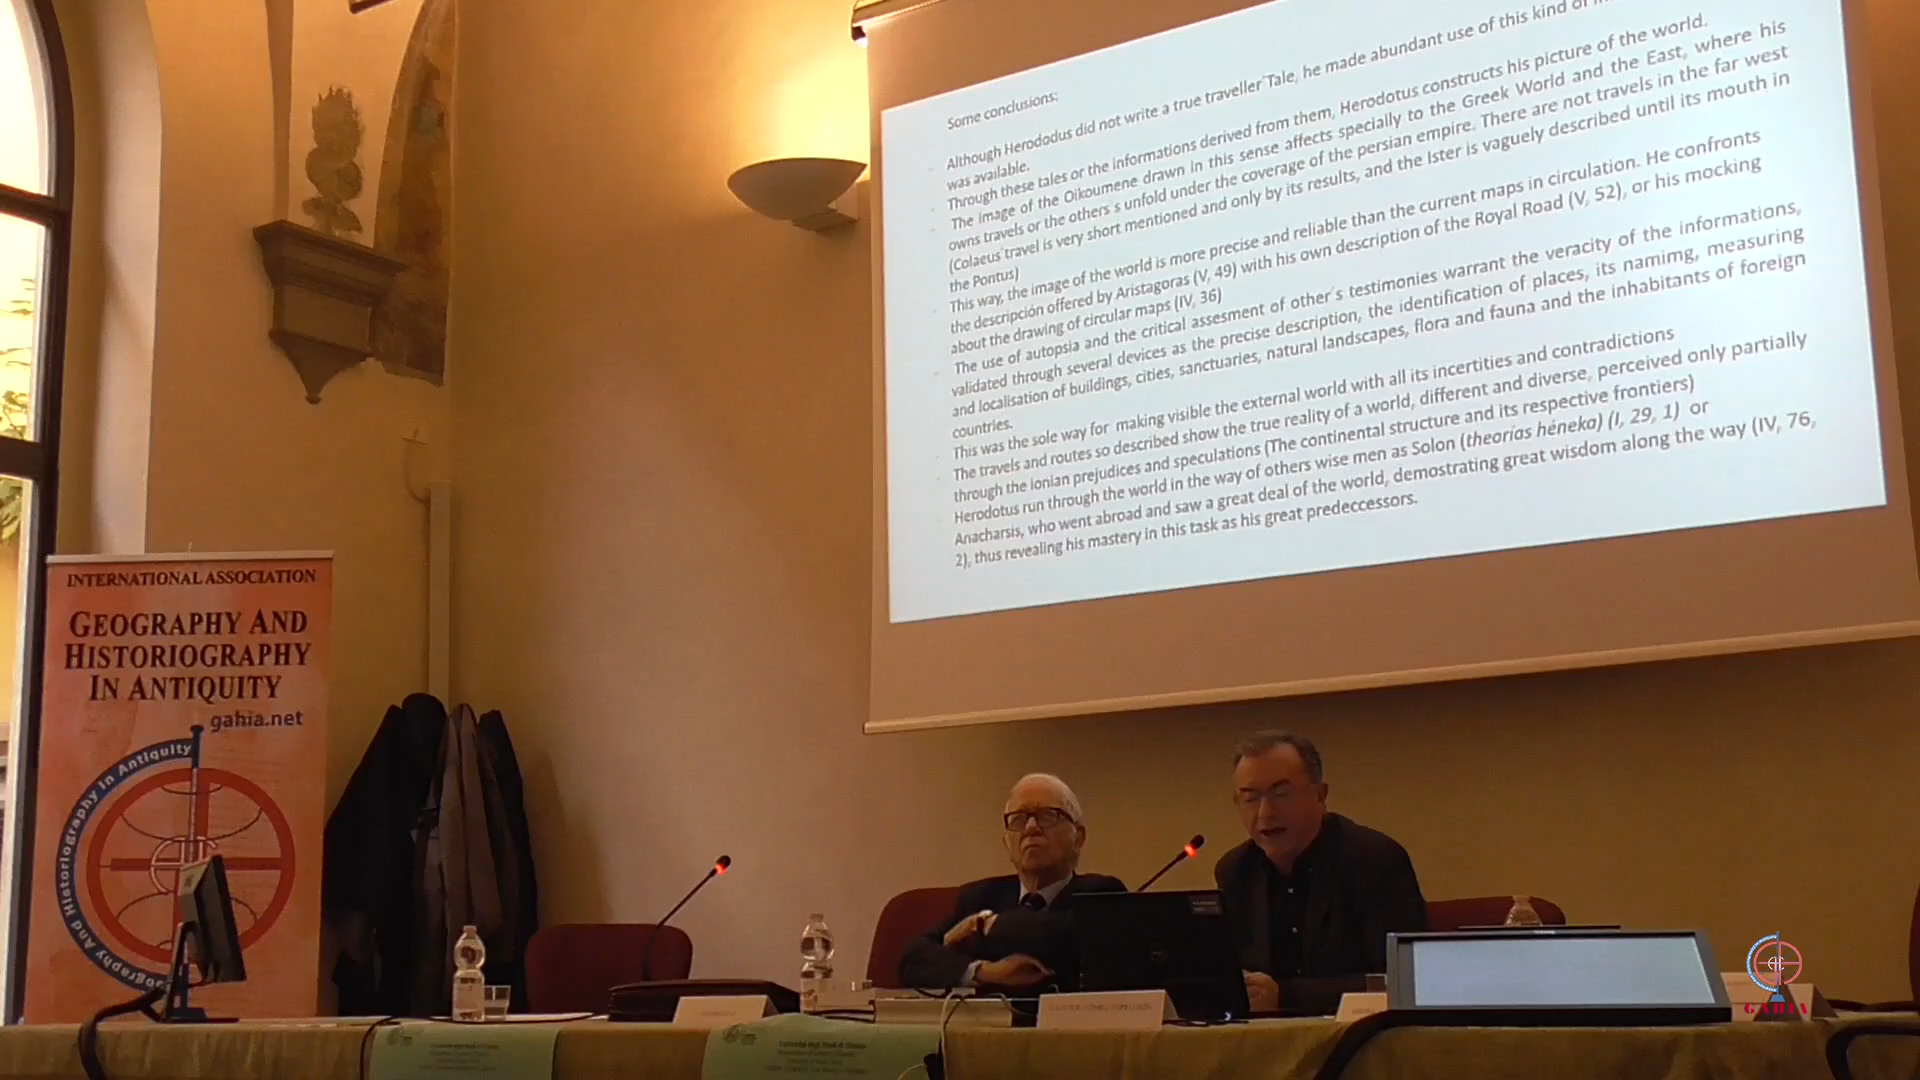 Some conclusions:
Although Herododus did not write a true traveller´Tale, he made abundant use of this kind of
was available.
Through these tales or the informations derived from them, Herodotus constructs his picture of the world.
The image of the Oikoumene drawn in this sense affects specially to the Greek World and the East, where his
owns travels or the others´s unfold under the coverage of the persian empire. There are not travels in the far west
(Colaeus´travel is very short mentioned and only by its results, and the Ister is vaguely described until its mouth in
the Pontus)
This way, the image of the world is more precise and reliable than the current maps in circulation. He confronts
the descripción offered by Aristagoras (V, 49) with his own description of the Royal Road (V, 52), or his mocking
about the drawing of circular maps (IV, 36)
The use of autopsia and the critical assesment of other´s testimonies warrant the veracity of the informations,
validated through several devices as the precise description, the identification of places, its namimg, measuring
and localisation of buildings, cities, sanctuaries, natural landscapes, flora and fauna and the inhabitants of foreign
countries.
This was the sole way for making visible the external world with all its incertities and contradictions
The travels and routes so described show the true reality of a world, different and diverse, perceived only partially
through the ionian prejudices and speculations (The continental structure and its respective frontiers)
Herodotus run through the world in the way of others wise men as Solon (theorías héneka) (I, 29, 1) or
Anacharsis, who went abroad and saw a great deal of the world, demostrating great wisdom along the way (IV, 76,
2), thus revealing his mastery in this task as his great predeccessors.
INTERNATIONAL ASSOCIATION
GEOGRAPHY AND
HISTORIOGRAPHY
IN ANTIQUITY
gahia.net
Geography And Historiography In Antiquity
GAHIA